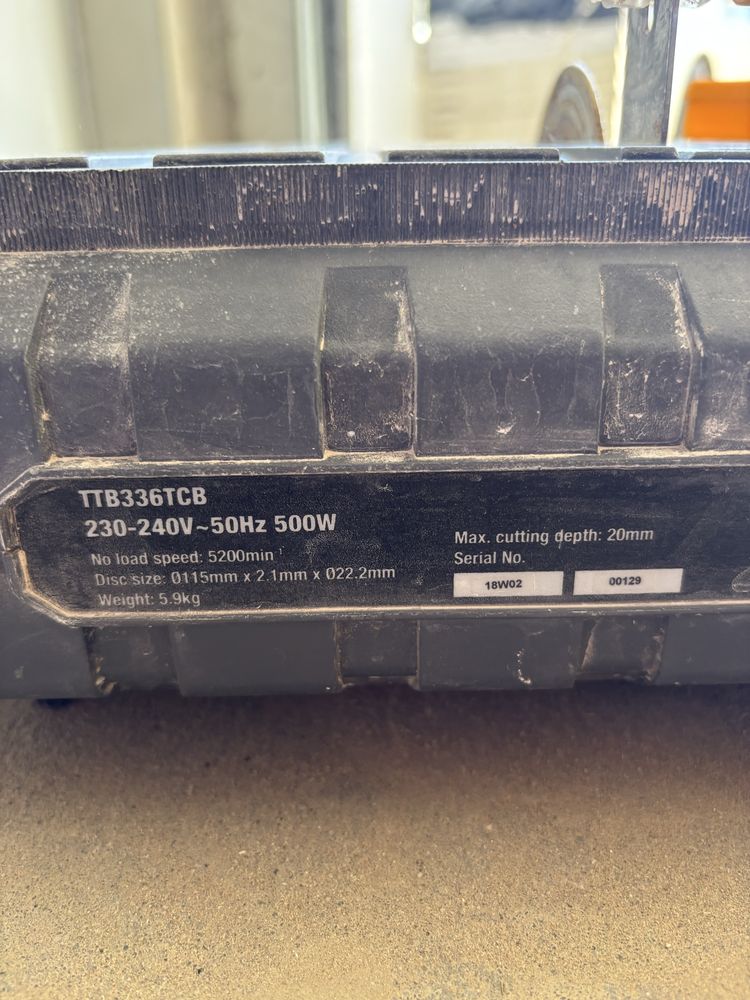 TTB336TCB
230-240V~50Hz 500W
No load speed: 5200min⁻¹
Disc size: Ø115mm x 2.1mm x Ø22.2mm
Weight: 5.9kg
Max. cutting depth: 20mm
Serial No.
18W02 00129